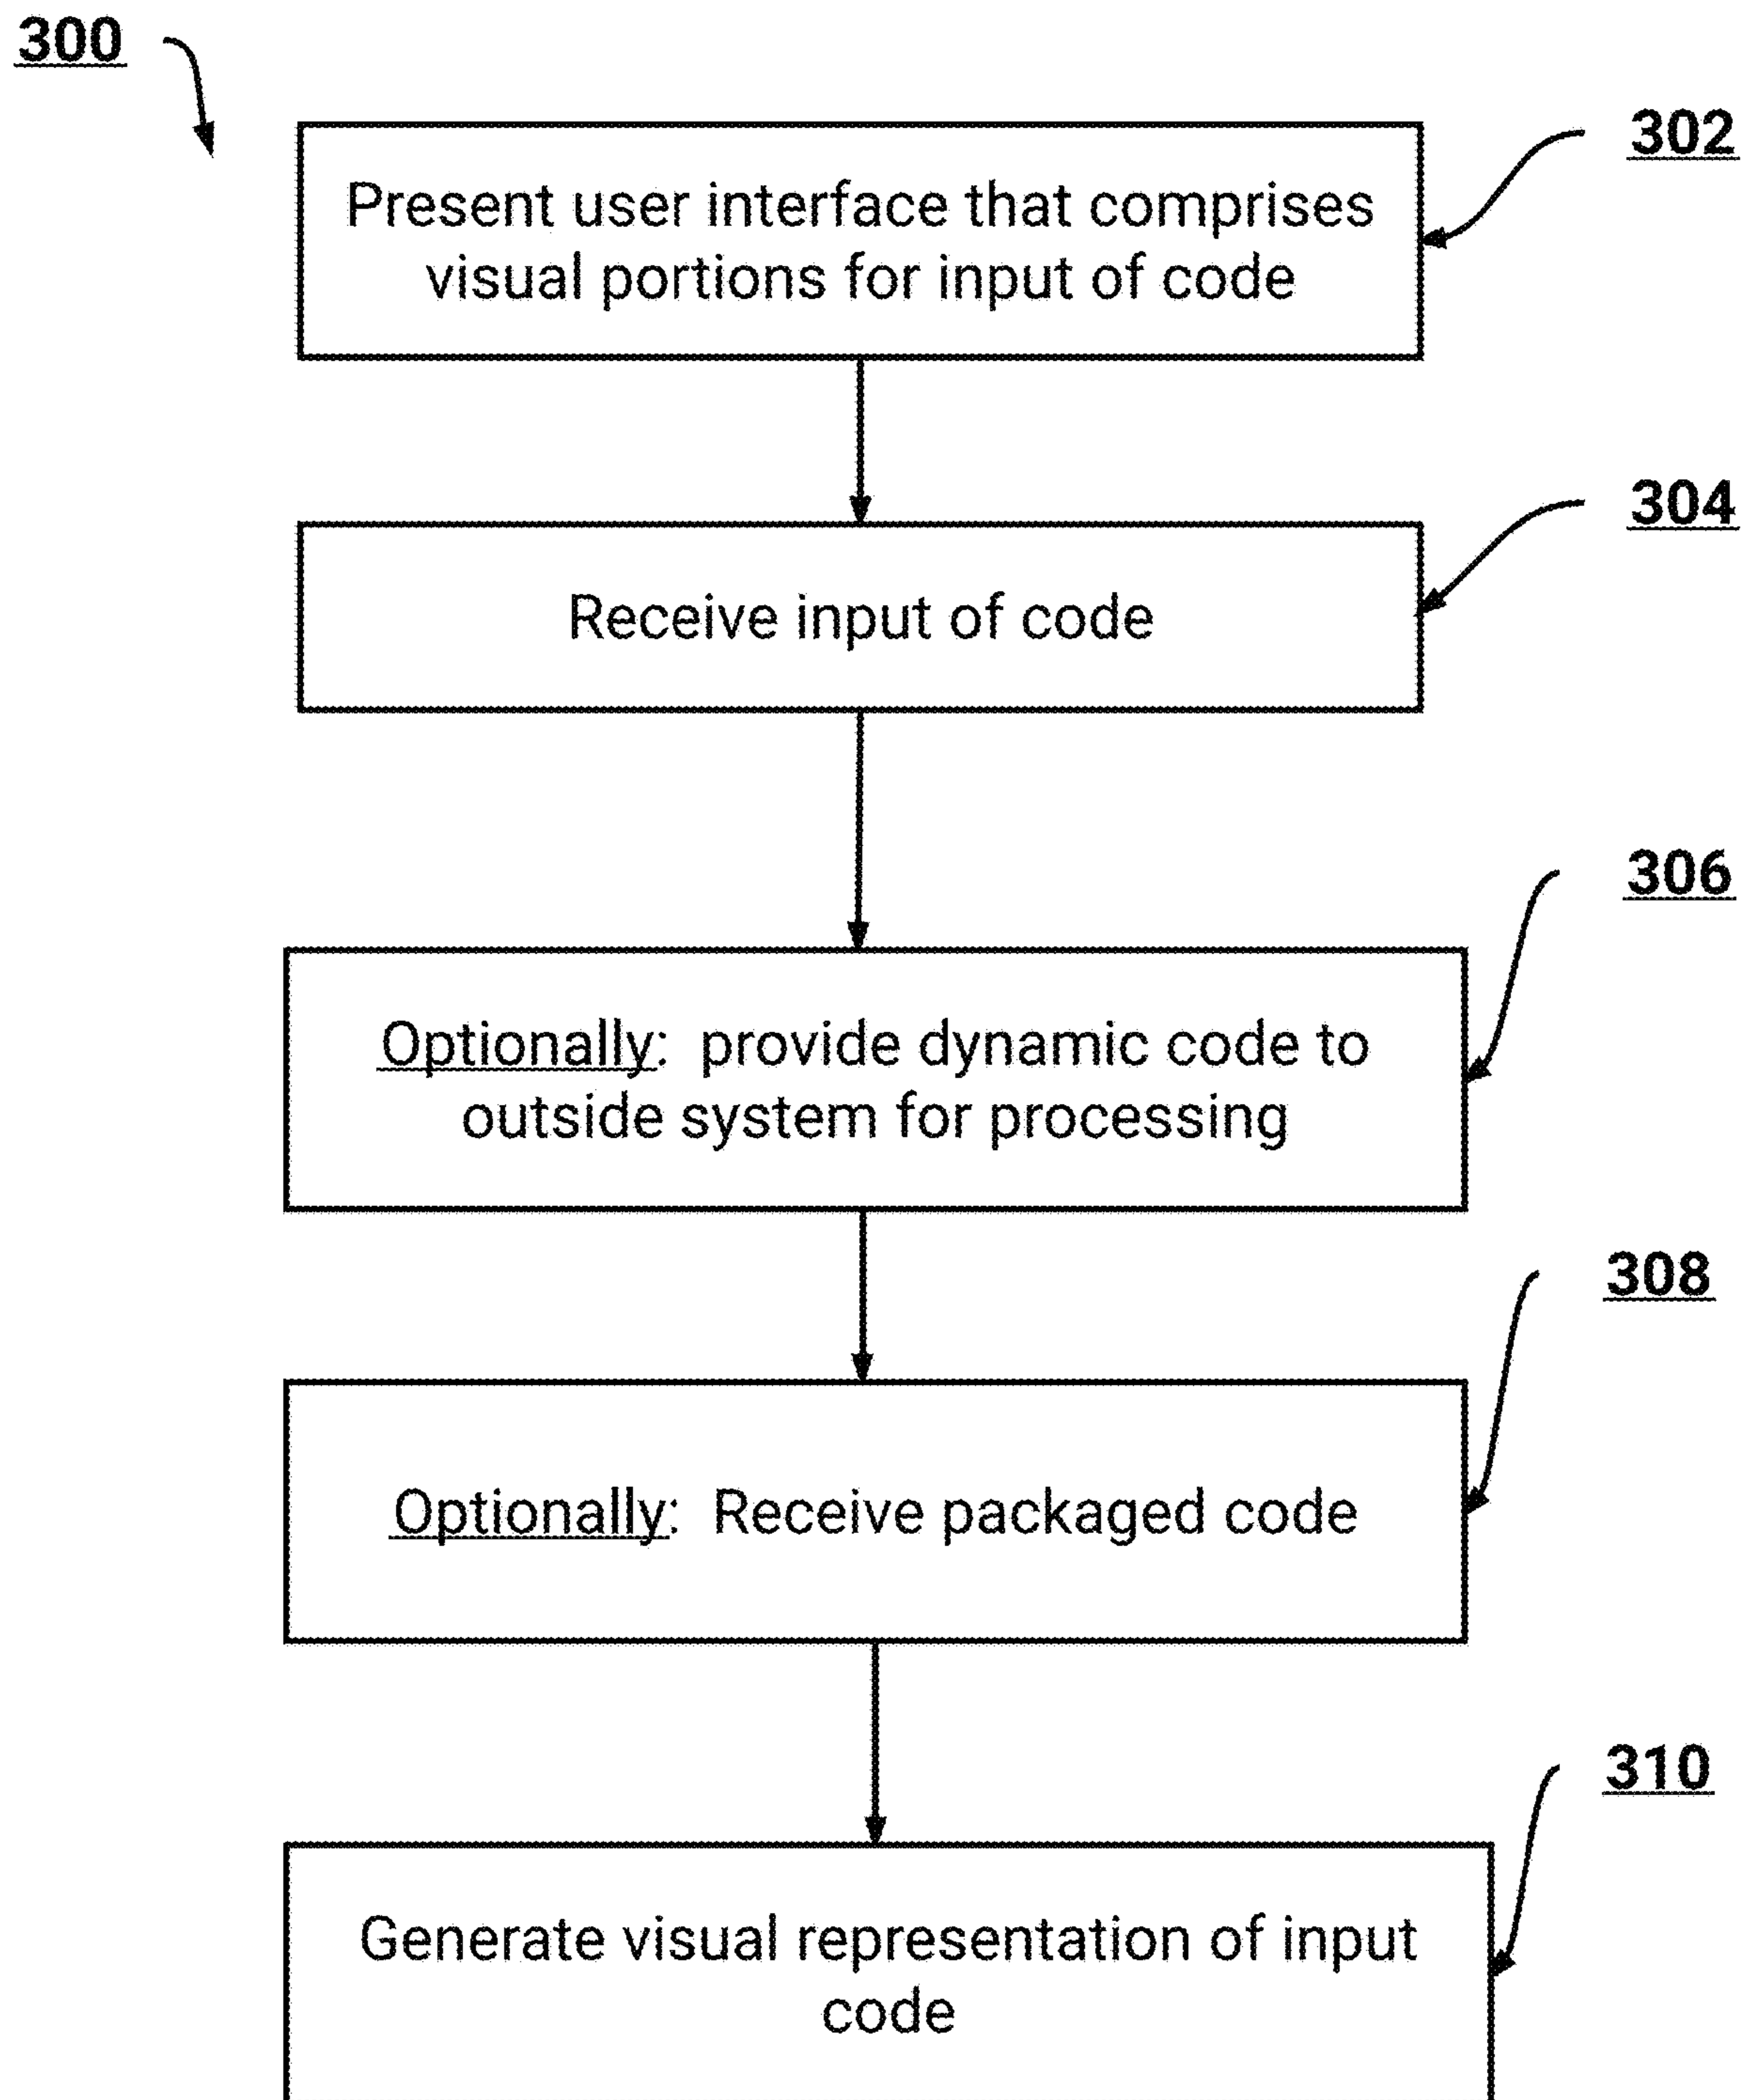 300
302
Present user interface that comprises
visual portions for input of code
304
Receive input of code
306
Optionally:  provide dynamic code to
outside system for processing
308
Optionally:  Receive packaged code
310
Generate visual representation of input
code